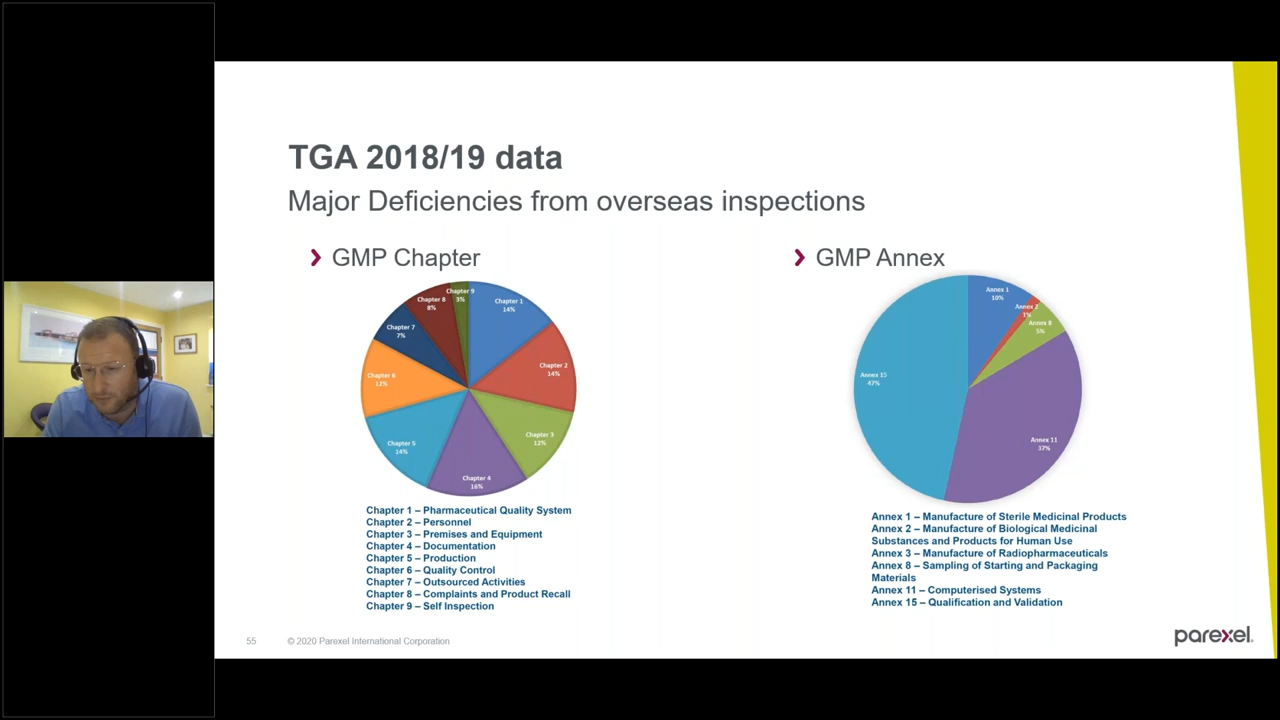 TGA 2018/19 data
Major Deficiencies from overseas inspections
GMP Chapter
Chapter 9
3%
Chapter 1
14%
Chapter 8
8%
Chapter 7
7%
Chapter 2
14%
Chapter 6
12%
Chapter 3
12%
Chapter 5
14%
Chapter 4
16%
Chapter 1 – Pharmaceutical Quality System
Chapter 2 – Personnel
Chapter 3 – Premises and Equipment
Chapter 4 – Documentation
Chapter 5 – Production
Chapter 6 – Quality Control
Chapter 7 – Outsourced Activities
Chapter 8 – Complaints and Product Recall
Chapter 9 – Self Inspection
GMP Annex
Annex 1
10%
Annex 2
1%
Annex 8
5%
Annex 15
47%
Annex 11
37%
Annex 1 – Manufacture of Sterile Medicinal Products
Annex 2 – Manufacture of Biological Medicinal
Substances and Products for Human Use
Annex 3 – Manufacture of Radiopharmaceuticals
Annex 8 – Sampling of Starting and Packaging
Materials
Annex 11 – Computerised Systems
Annex 15 – Qualification and Validation
55
© 2020 Parexel International Corporation
parexel.